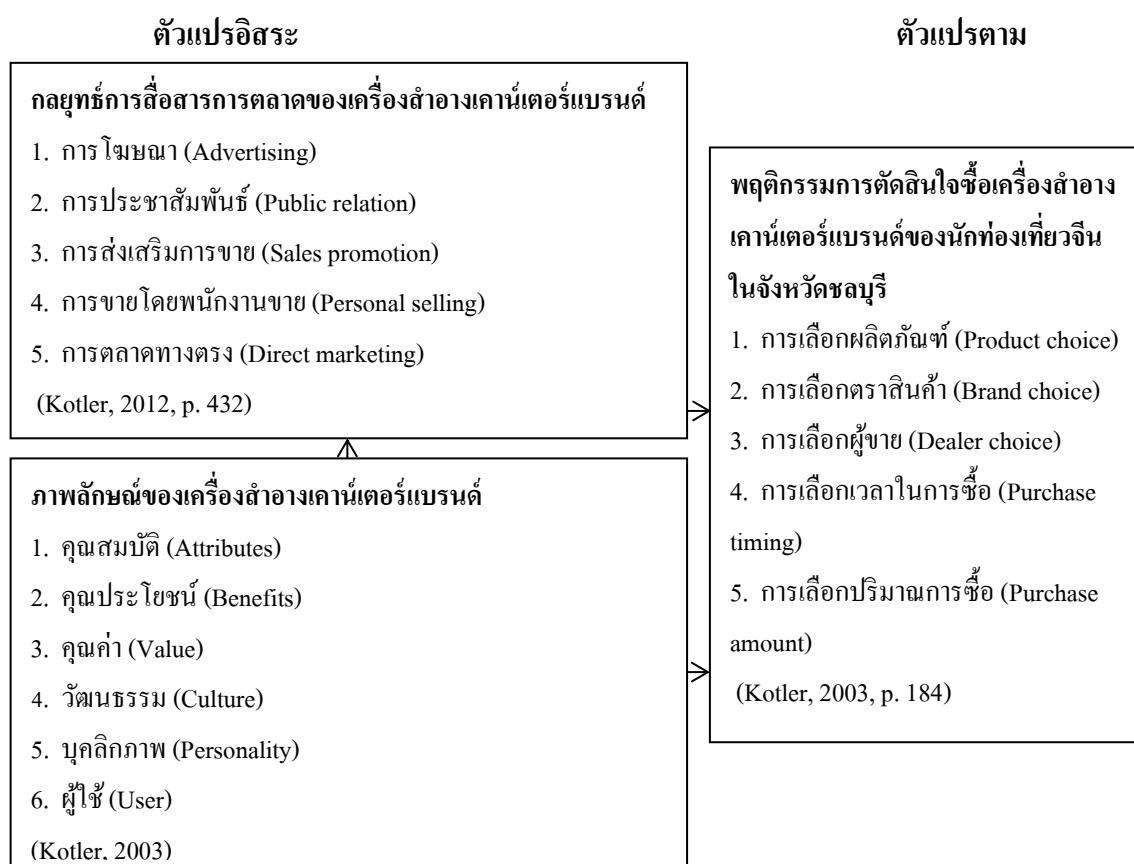 ตัวแปรอิสระ
ตัวแปรตาม
กลยุทธ์การสื่อสารการตลาดของเครื่องสำอางเคาน์เตอร์แบรนด์
1. การโฆษณา (Advertising)
2. การประชาสัมพันธ์ (Public relation)
3. การส่งเสริมการขาย (Sales promotion)
4. การขายโดยพนักงานขาย (Personal selling)
5. การตลาดทางตรง (Direct marketing)
(Kotler, 2012, p. 432)
ภาพลักษณ์ของเครื่องสำอางเคาน์เตอร์แบรนด์
1. คุณสมบัติ (Attributes)
2. คุณประโยชน์ (Benefits)
3. คุณค่า (Value)
4. วัฒนธรรม (Culture)
5. บุคลิกภาพ (Personality)
6. ผู้ใช้ (User)
(Kotler, 2003)
พฤติกรรมการตัดสินใจซื้อเครื่องสำอาง
เคาน์เตอร์แบรนด์ของนักท่องเที่ยวจีน
ในจังหวัดชลบุรี
1. การเลือกผลิตภัณฑ์ (Product choice)
2. การเลือกตราสินค้า (Brand choice)
3. การเลือกผู้ขาย (Dealer choice)
4. การเลือกเวลาในการซื้อ (Purchase
timing)
5. การเลือกปริมาณการซื้อ (Purchase
amount)
(Kotler, 2003, p. 184)